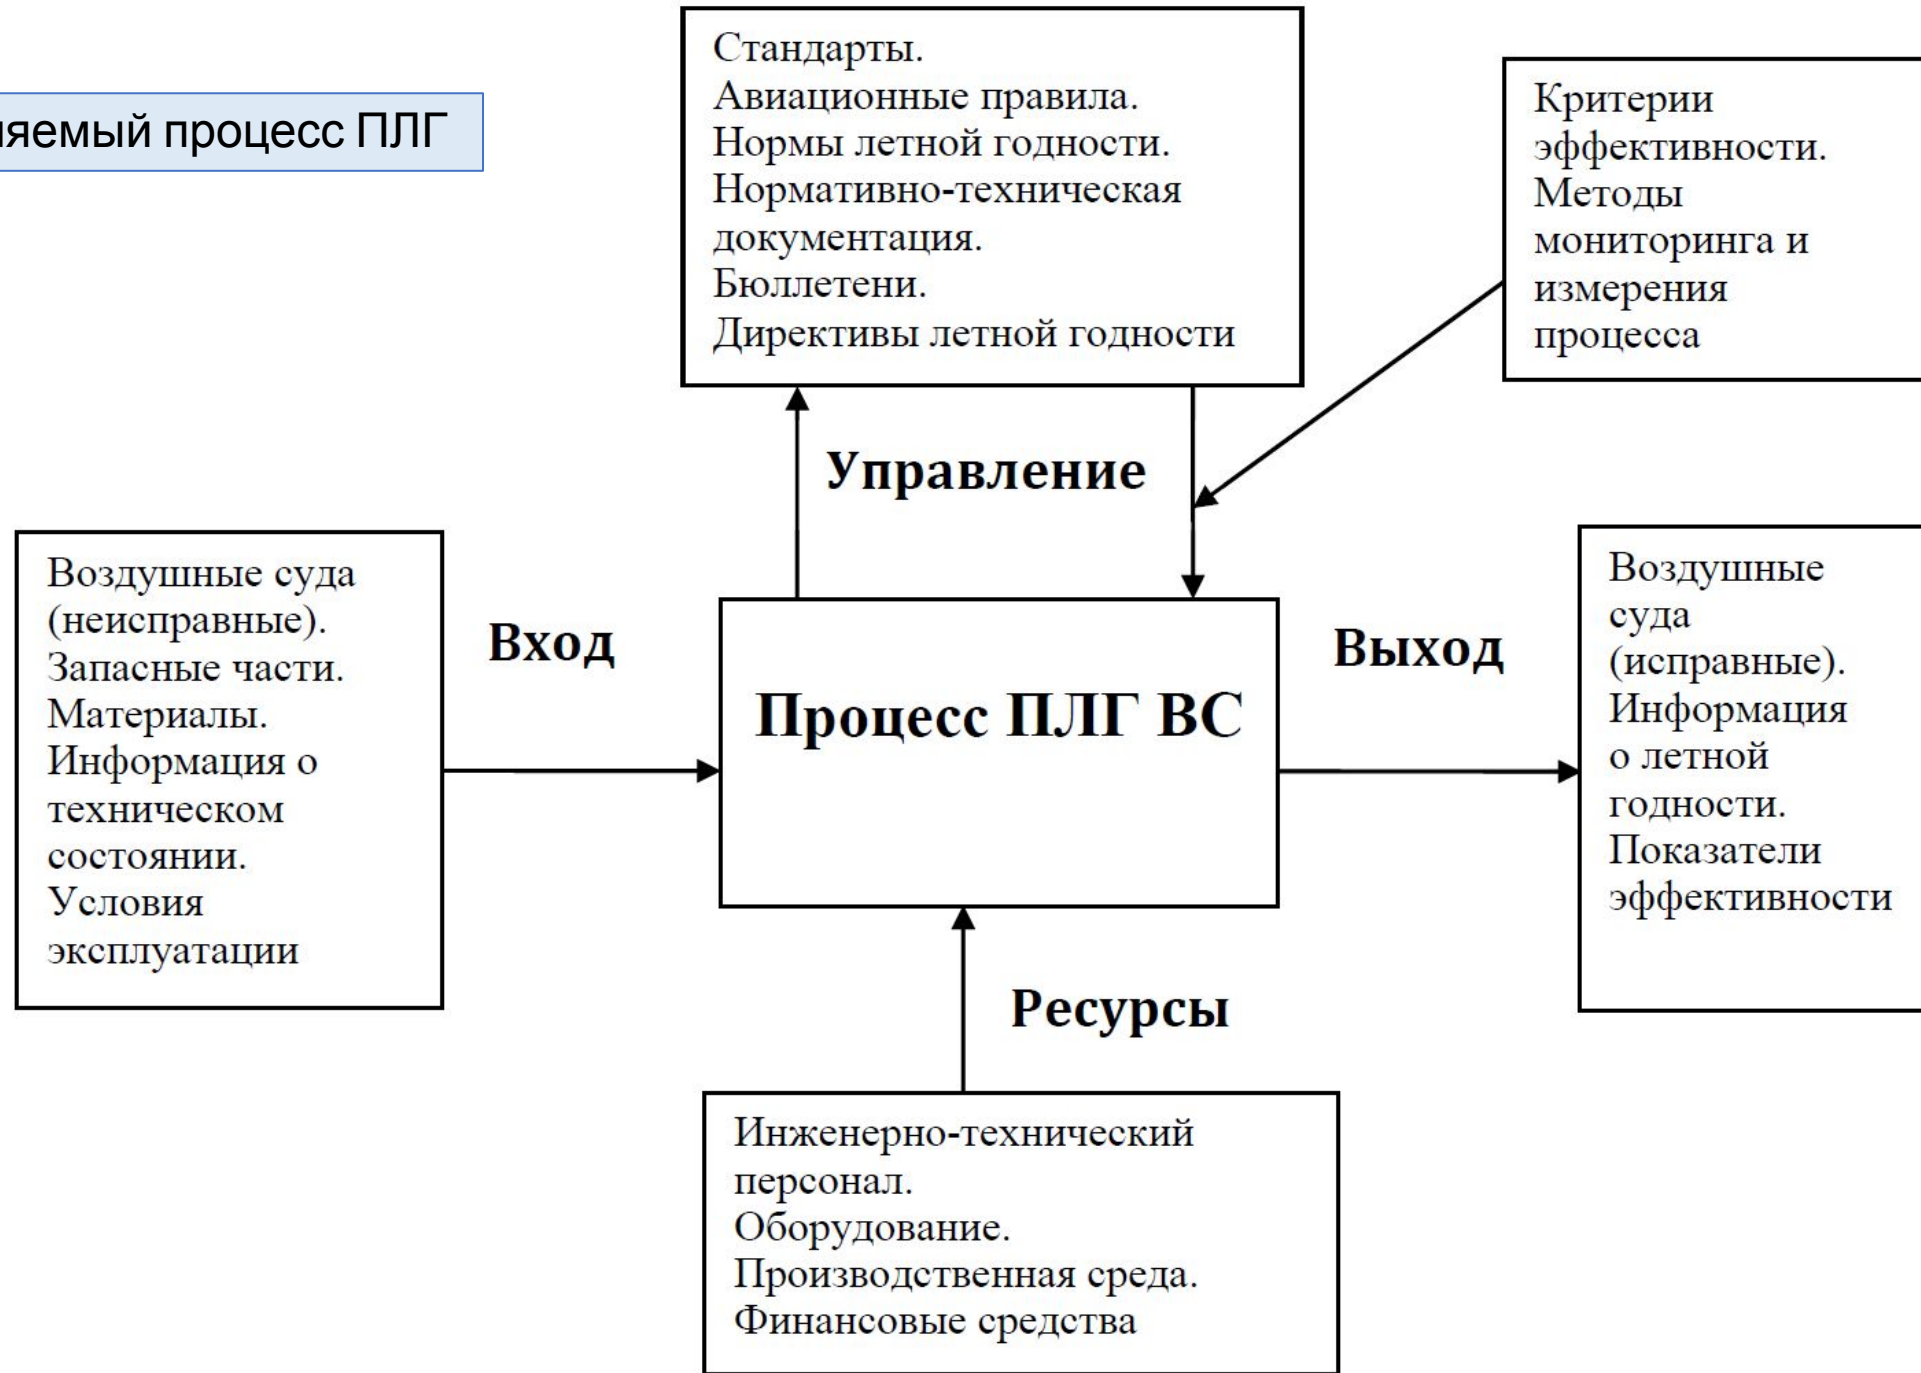 процесс ПЛГ
Стандарты.
Авиационные правила.
Нормы летной годности.
Нормативно-техническая
документация.
Бюллетени.
Директивы летной годности
Критерии
эффективности.
Методы
мониторинга и
измерения
процесса
Управление
Воздушные суда
(неисправные).
Запасные части.
Материалы.
Информация о
техническом
состоянии.
Условия
эксплуатации
Вход
Процесс ПЛГ ВС
Выход
Воздушные
суда
(исправные).
Информация
о летной
годности.
Показатели
эффективности
Ресурсы
Инженерно-технический
персонал.
Оборудование.
Производственная среда.
Финансовые средства